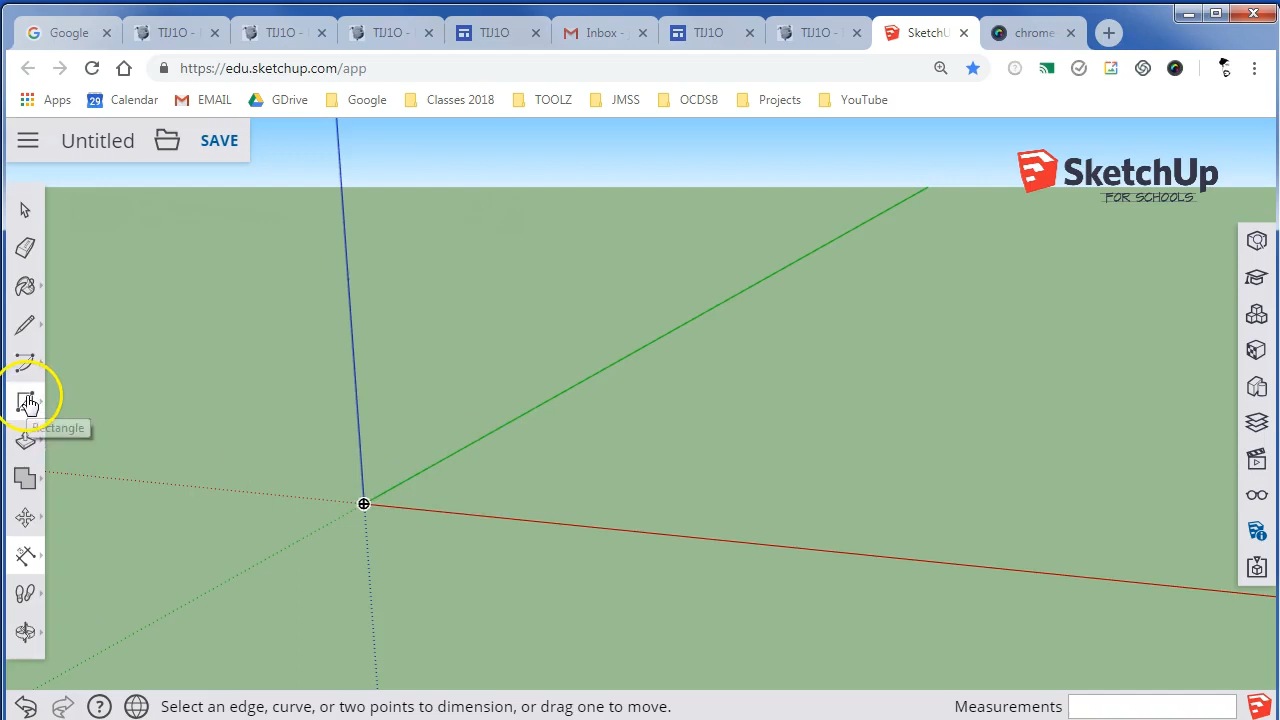 Google
TIJ1O -
TIJ1O -
TIJ1O -
TIJ1O
Inbox -
TIJ1O
TIJ1O -
SketchU
chrome
https://edu.sketchup.com/app
Apps
29
Calendar
EMAIL
GDrive
Google
Classes 2018
TOOLZ
JMSS
OCDSB
Projects
YouTube
Untitled
SAVE
SketchUp
FOR SCHOOLS
Rectangle
Select an edge, curve, or two points to dimension, or drag one to move.
Measurements